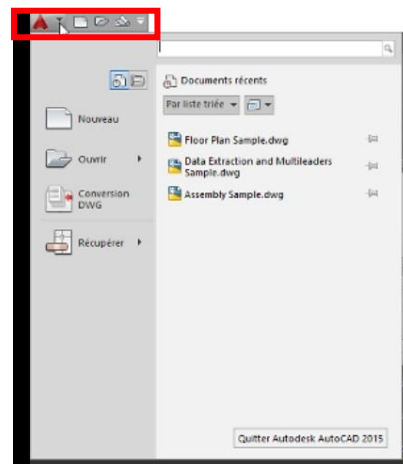 Documents récents
Par liste triée
Nouveau
Floor Plan Sample.dwg
Ouvrir
Data Extraction and Multileaders
Sample.dwg
Conversion
DWG
Assembly Sample.dwg
Récupérer
Quitter Autodesk AutoCAD 2015